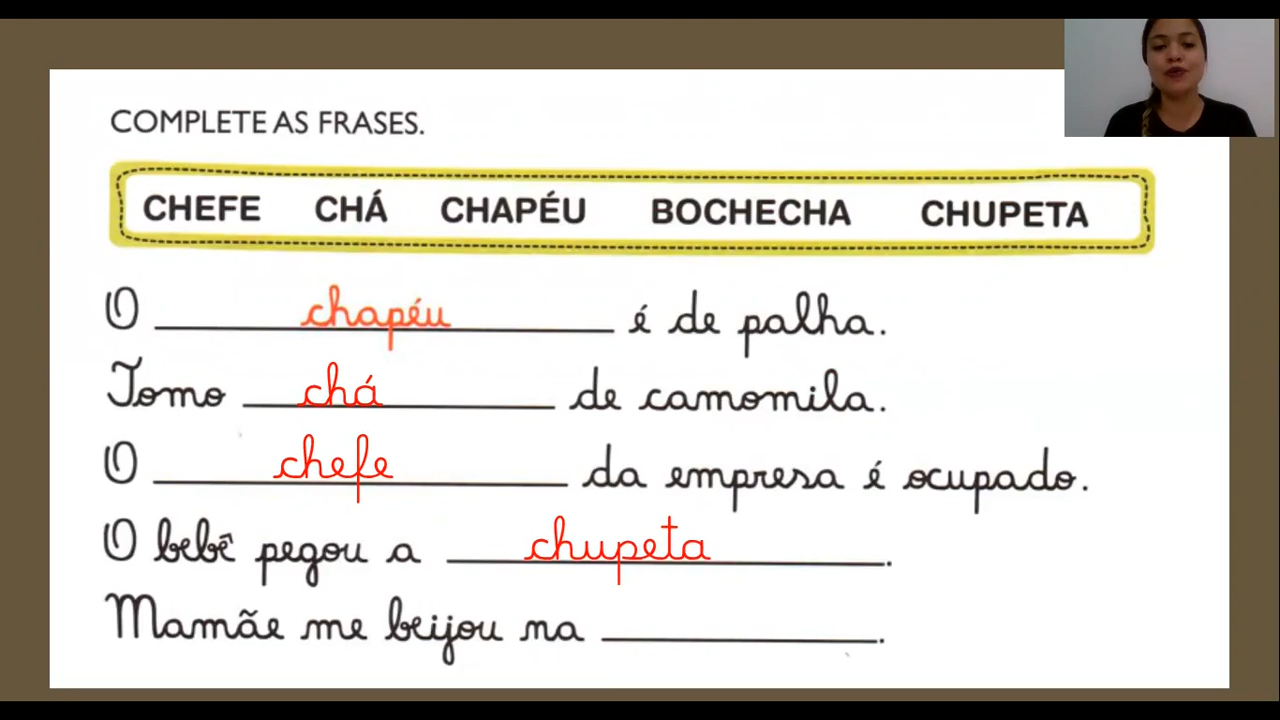 COMPLETE AS FRASES.
CHEFE CHÁ CHAPÉU BOCHECHA CHUPETA
O chapéu é de palha.
Tomo chá de camomila.
O chefe da empresa é ocupado.
O bebê pegou a chupeta.
Mamãe me beijou na ________.